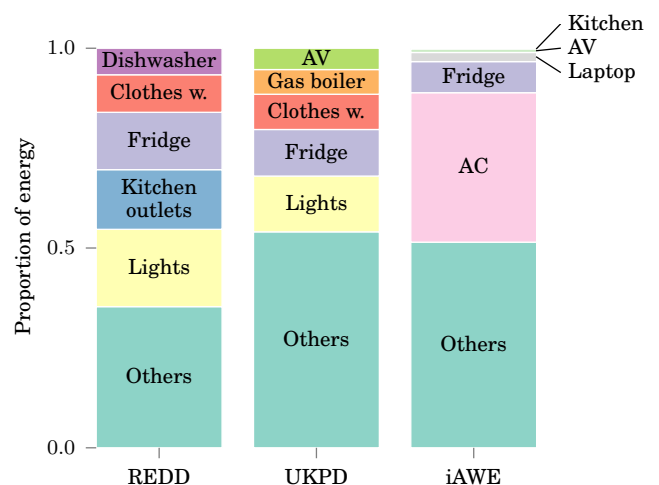 Kitchen
AV
Laptop
1.0
0.5
0.0
Proportion of energy
Dishwasher
Clothes w.
Fridge
Kitchen
outlets
Lights
Others
REDD
AV
Gas boiler
Clothes w.
Fridge
Lights
Others
UKPD
Fridge
AC
Others
iAWE